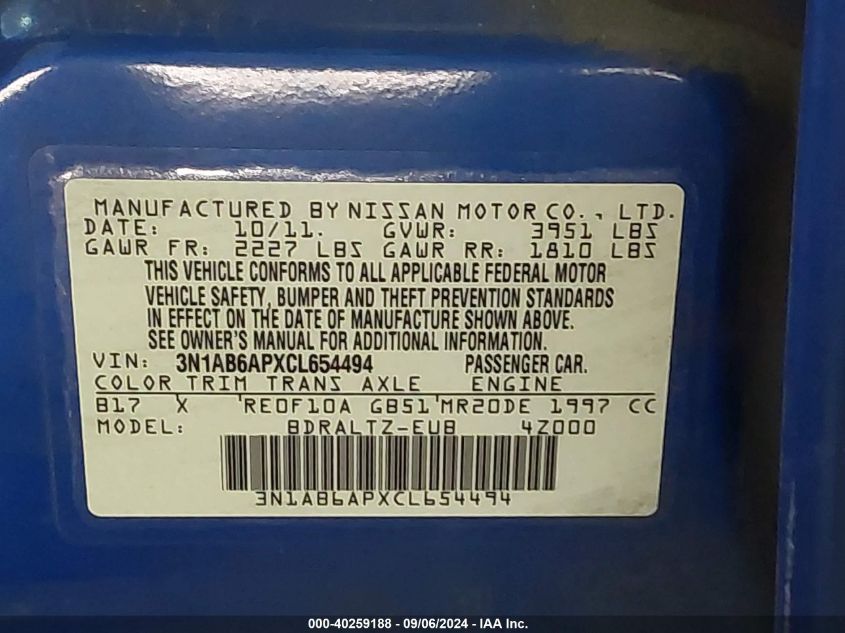 MANUFACTURED BY NISSAN MOTOR CO., LTD.
DATE: 10/11. GVWR: 3951 LBS
GAWR FR: 2227 LBS GAWR RR: 1810 LBS
THIS VEHICLE CONFORMS TO ALL APPLICABLE FEDERAL MOTOR
VEHICLE SAFETY, BUMPER AND THEFT PREVENTION STANDARDS
IN EFFECT ON THE DATE OF MANUFACTURE SHOWN ABOVE.
SEE OWNER'S MANUAL FOR ADDITIONAL INFORMATION.
VIN: 3N1AB6APXCL654494 PASSENGER CAR.
COLOR TRIM TRANS AXLE ENGINE
B17 X RE0F10A GB51 MR20DE 1997 CC
MODEL: BDRALTZ-EUB 4Z000
3N1AB6APXCL654494
000-40259188 - 09/06/2024 - IAA Inc.